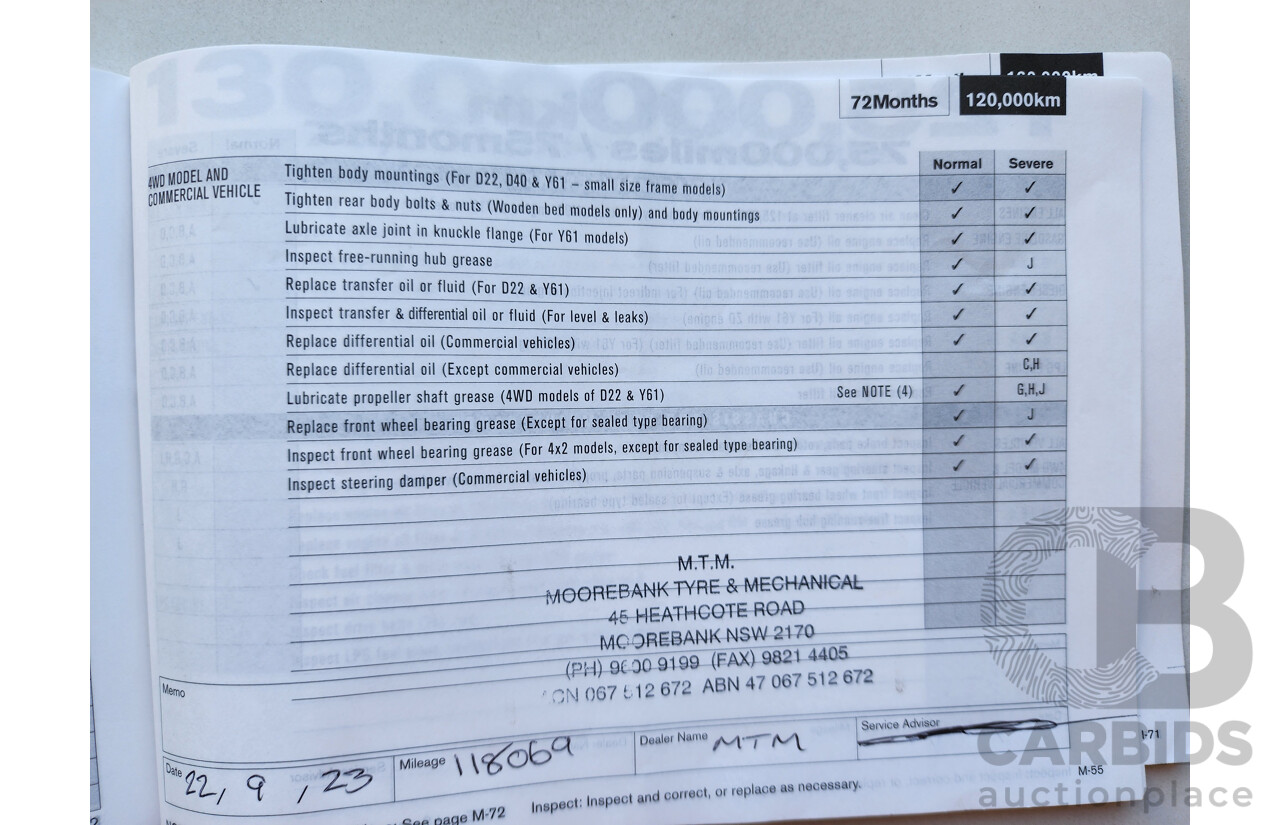 160,000km
72Months 120,000km
Normal Severe
4WD MODEL AND
COMMERCIAL VEHICLE
Tighten body mountings (For D22, D40 & Y61 – small size frame models) ✓ ✓
Tighten rear body bolts & nuts (Wooden bed models only) and body mountings ✓ ✓
Lubricate axle joint in knuckle flange (For Y61 models) ✓ ✓
Inspect free-running hub grease ✓ J
Replace transfer oil or fluid (For D22 & Y61) ✓ ✓
Inspect transfer & differential oil or fluid (For level & leaks) ✓ ✓
Replace differential oil (Commercial vehicles) ✓ ✓
Replace differential oil (Except commercial vehicles) C,H
Lubricate propeller shaft grease (4WD models of D22 & Y61) See NOTE (4) ✓ G,H,J
Replace front wheel bearing grease (Except for sealed type bearing) ✓ J
Inspect front wheel bearing grease (For 4x2 models, except for sealed type bearing) ✓ ✓
Inspect steering damper (Commercial vehicles) ✓ ✓
M.T.M.
MOOREBANK TYRE & MECHANICAL
45 HEATHCOTE ROAD
MOOREBANK NSW 2170
(PH) 9600 9199 (FAX) 9821 4405
CN 067 512 672 ABN 47 067 512 672
Memo
Date 22, 9, 23
Mileage 118069
Dealer Name MTM
Service Advisor
See page M-72
Inspect: Inspect and correct, or replace as necessary.
M-55
M-71
CB
CARBIDS
auctionplace